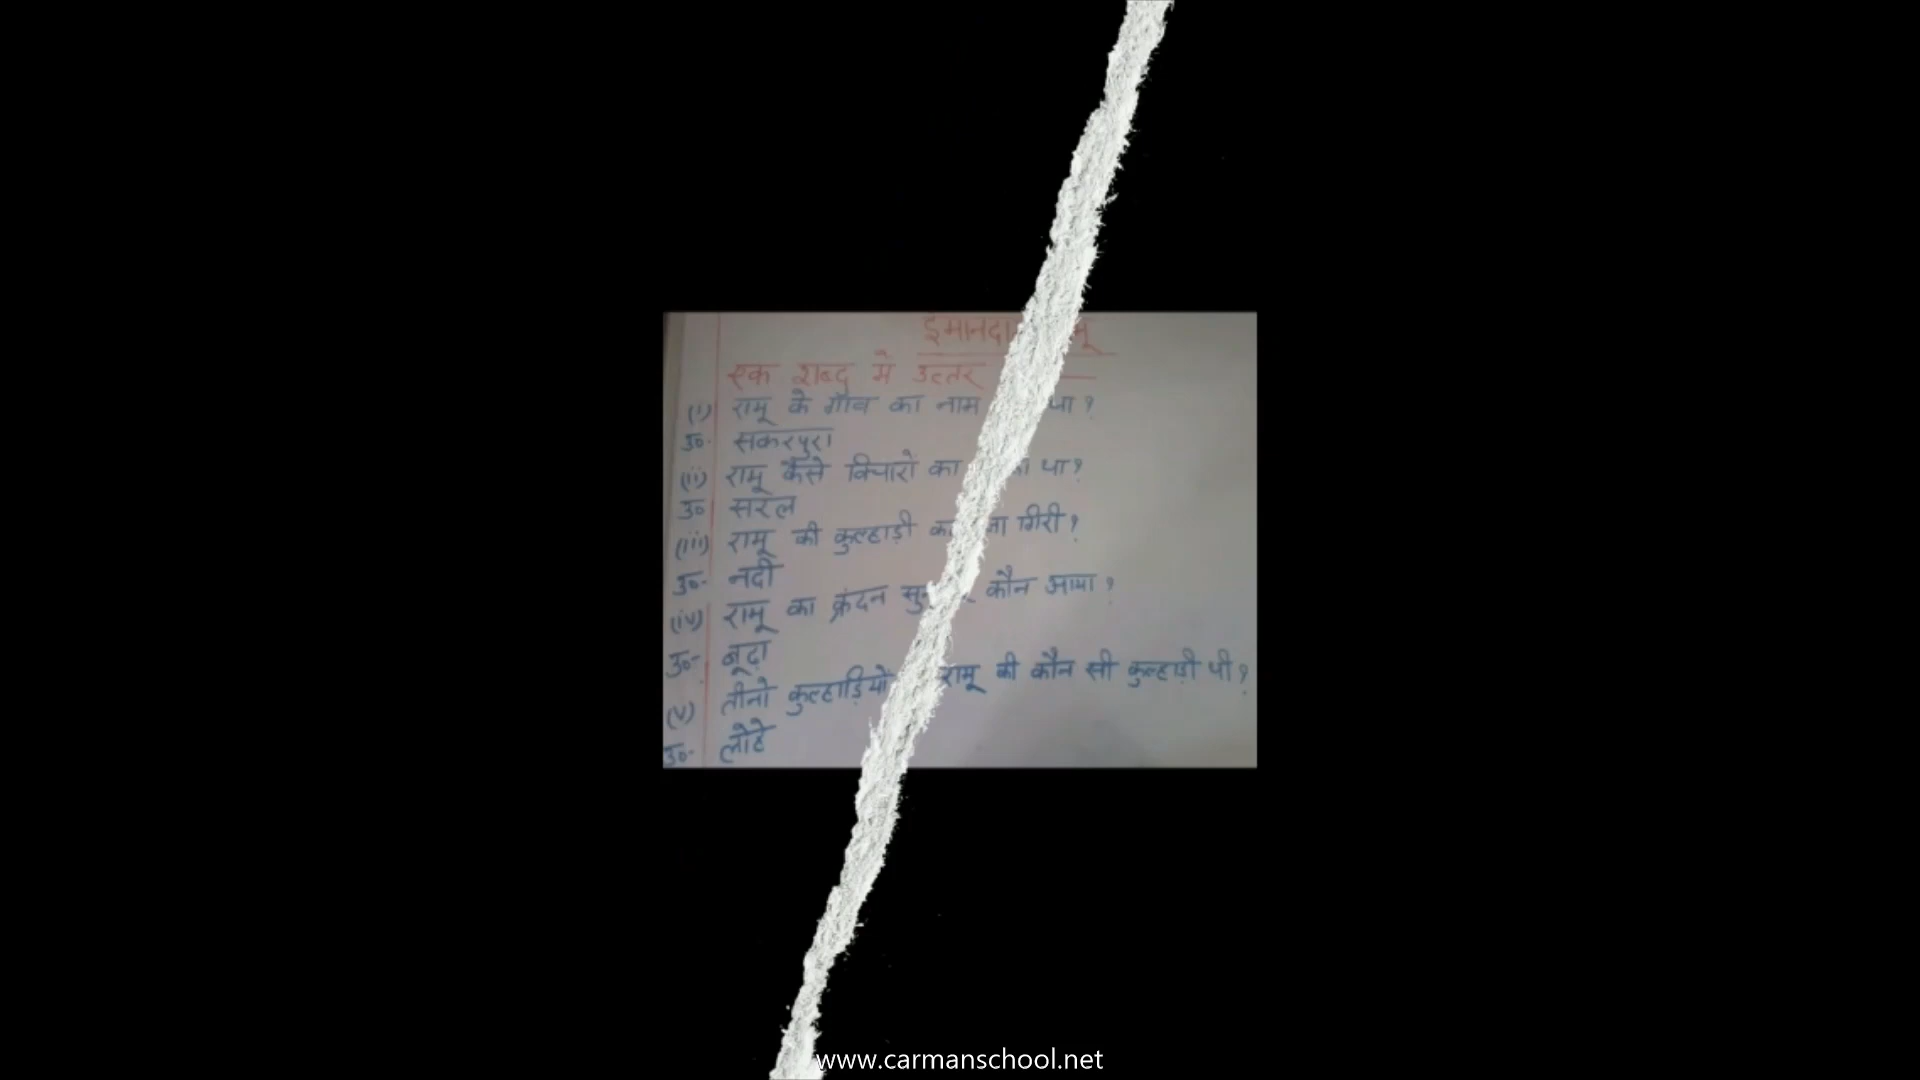 ईमानदा मू
एक शब्द में उत्तर
(i) रामू के गाँव का नाम था?
उ०- सकरपुरा
(ii) रामू कैसे विचारों का था?
उ० सरल
(iii) रामू की कुल्हाड़ी गिरी?
उ०- नदी
(iv) रामू का क्रंदन कौन आया?
उ०- बूढ़ा
(v) तीनो कुल्हाड़ियों रामू की कौन सी कुल्हाड़ी थी?
उ०- लोहे
www.carmanschool.net